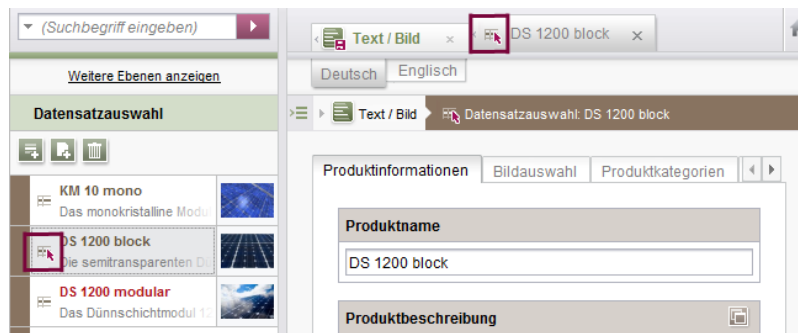 (Suchbegriff eingeben)
Weitere Ebenen anzeigen
Datensatzauswahl
KM 10 mono
Das monokristalline Modu
DS 1200 block
Die semitransparenten Dü
DS 1200 modular
Das Dünnschichtmodul 12
Text / Bild
DS 1200 block
Deutsch
Englisch
Text / Bild
Datensatzauswahl: DS 1200 block
Produktinformationen
Bildauswahl
Produktkategorien
Produktname
DS 1200 block
Produktbeschreibung